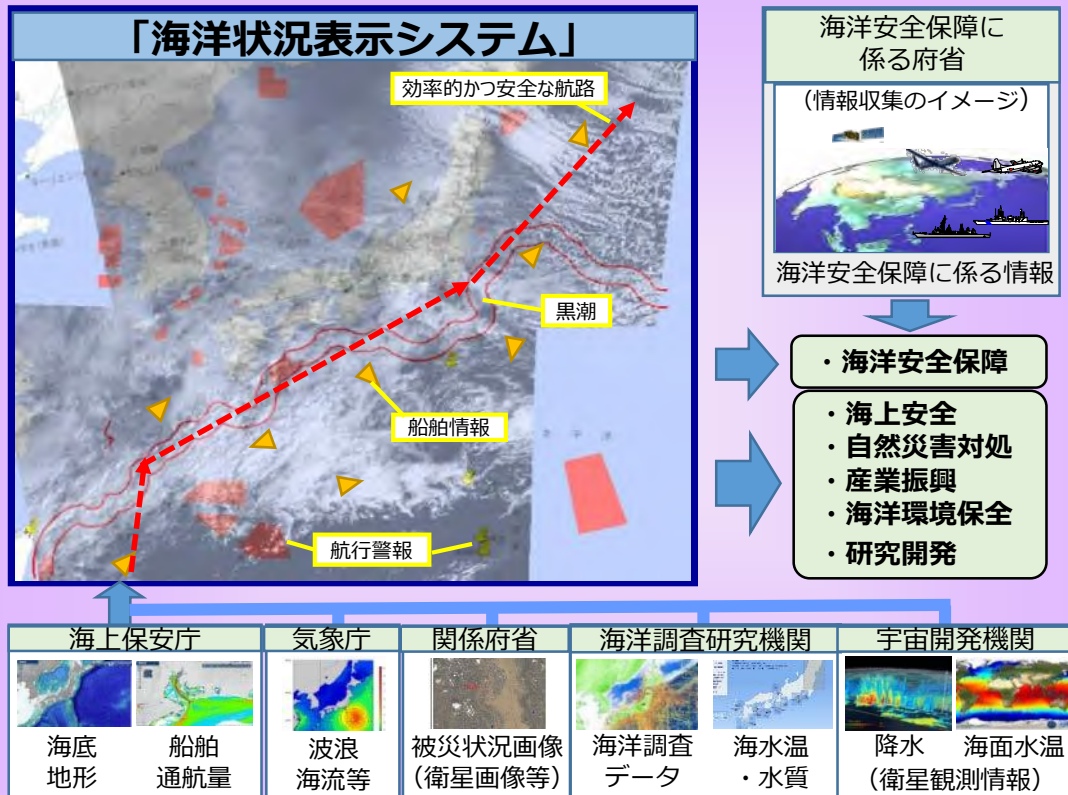 「海洋状況表示システム」
効率的かつ安全な航路
黒潮
船舶情報
航行警報
太 平 洋
海洋安全保障に
係る府省
(情報収集のイメージ)
海洋安全保障に係る情報
・海洋安全保障
・海上安全
・自然災害対処
・産業振興
・海洋環境保全
・研究開発
海上保安庁
海底
地形
船舶
通航量
気象庁
波浪
海流等
関係府省
被災状況画像
(衛星画像等)
海洋調査研究機関
海洋調査
データ
海水温
・水質
宇宙開発機関
降水
海面水温
(衛星観測情報)